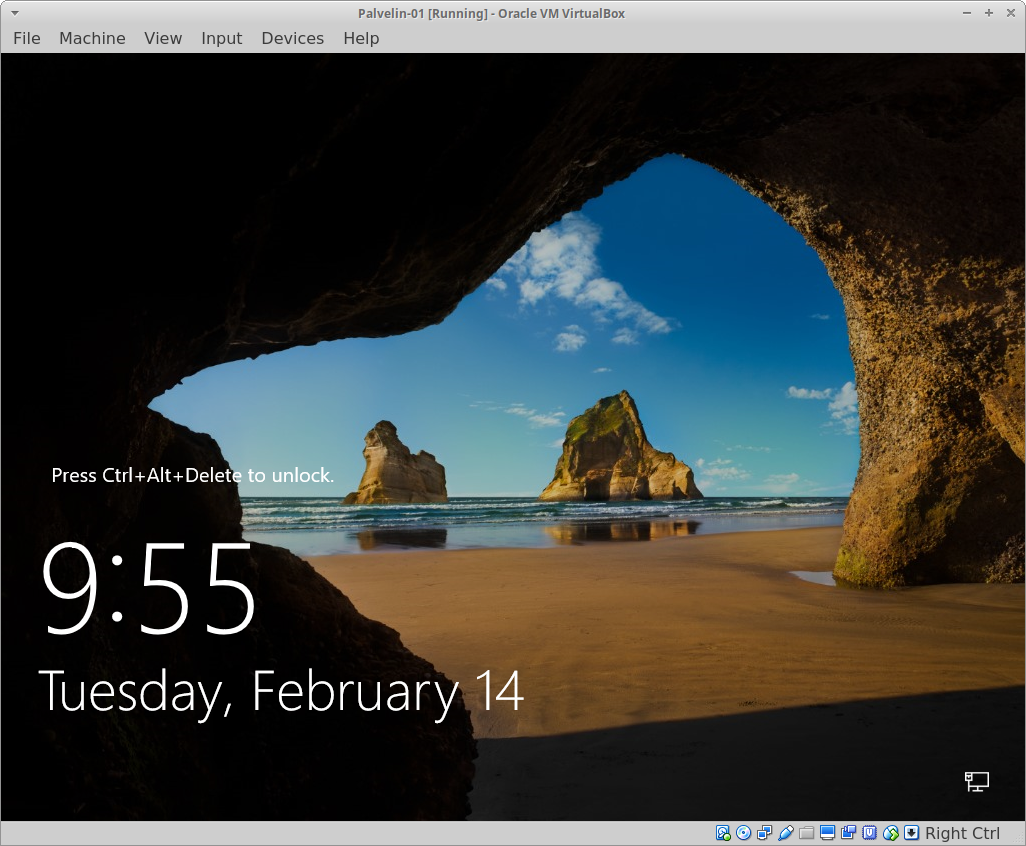 Palvelin-01 [Running] - Oracle VM VirtualBox
File Machine View Input Devices Help
Press Ctrl+Alt+Delete to unlock.
9:55
Tuesday, February 14
Right Ctrl